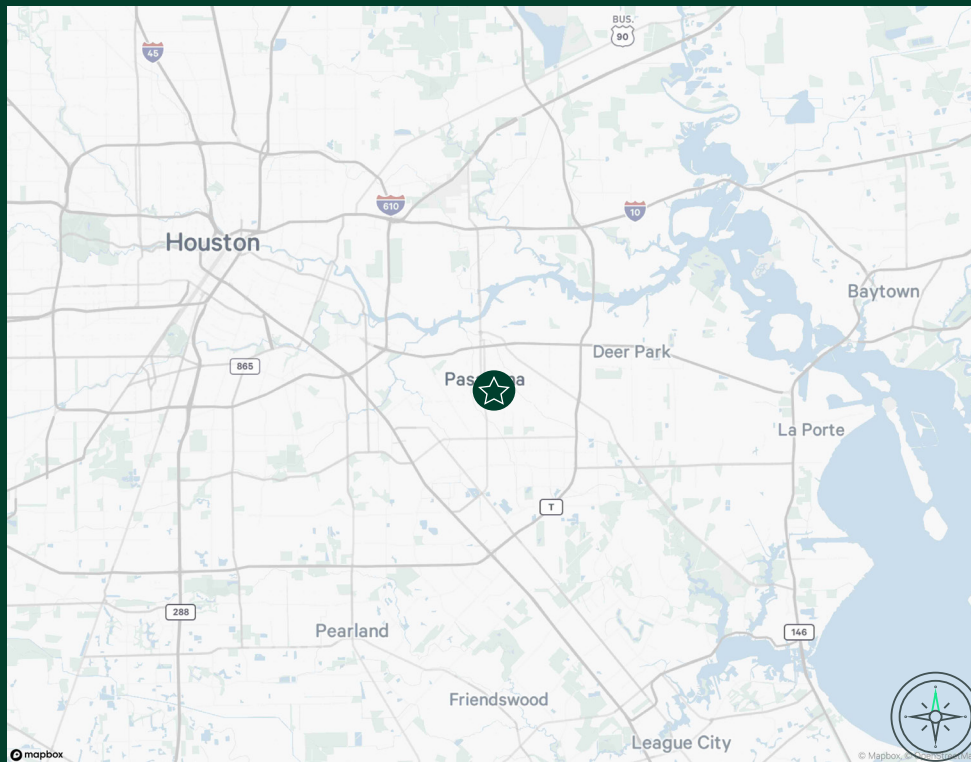 BUS.
90
45
610
10
Houston
Baytown
Deer Park
865
La Porte
T
288
Pearland
146
Friendswood
League City
mapbox
© Mapbox, ©